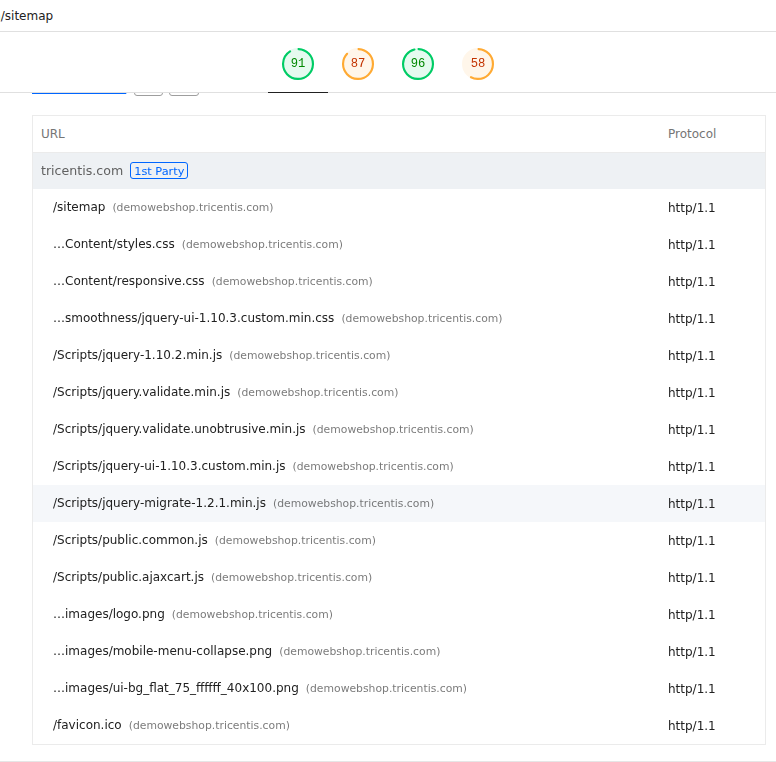 /sitemap
91 87 96 58
URL Protocol
tricentis.com 1st Party
/sitemap (demowebshop.tricentis.com) http/1.1
…Content/styles.css (demowebshop.tricentis.com) http/1.1
…Content/responsive.css (demowebshop.tricentis.com) http/1.1
…smoothness/jquery-ui-1.10.3.custom.min.css (demowebshop.tricentis.com) http/1.1
/Scripts/jquery-1.10.2.min.js (demowebshop.tricentis.com) http/1.1
/Scripts/jquery.validate.min.js (demowebshop.tricentis.com) http/1.1
/Scripts/jquery.validate.unobtrusive.min.js (demowebshop.tricentis.com) http/1.1
/Scripts/jquery-ui-1.10.3.custom.min.js (demowebshop.tricentis.com) http/1.1
/Scripts/jquery-migrate-1.2.1.min.js (demowebshop.tricentis.com) http/1.1
/Scripts/public.common.js (demowebshop.tricentis.com) http/1.1
/Scripts/public.ajaxcart.js (demowebshop.tricentis.com) http/1.1
…images/logo.png (demowebshop.tricentis.com) http/1.1
…images/mobile-menu-collapse.png (demowebshop.tricentis.com) http/1.1
…images/ui-bg_flat_75_ffffff_40x100.png (demowebshop.tricentis.com) http/1.1
/favicon.ico (demowebshop.tricentis.com) http/1.1